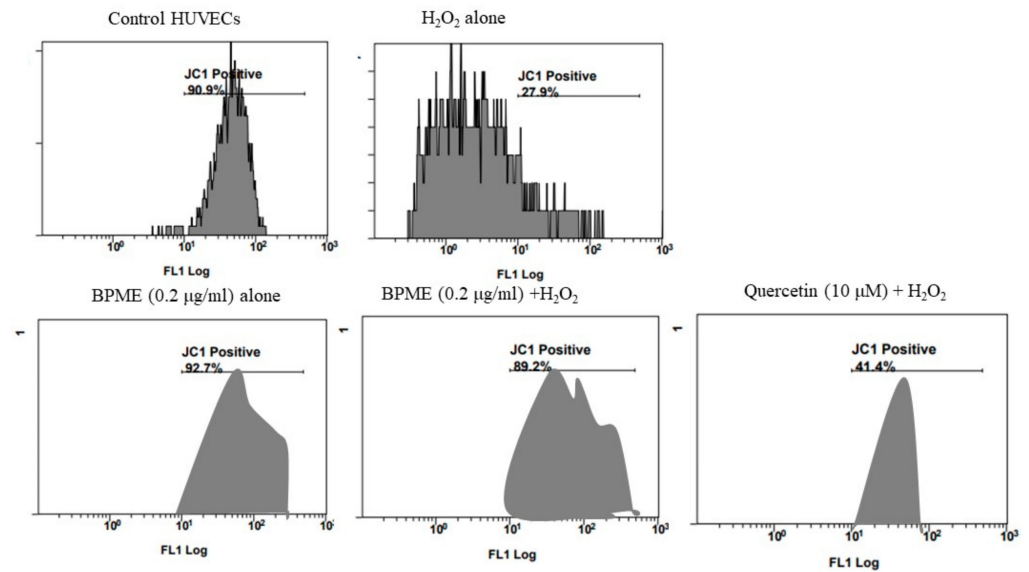 Control HUVECs
H₂O₂ alone
JC1 Positive
90.9%
10⁰ 10¹ 10² 10³
FL1 Log
JC1 Positive
27.9%
10⁰ 10¹ 10² 10³
FL1 Log
BPME (0.2 μg/ml) alone
BPME (0.2 μg/ml) +H₂O₂
Quercetin (10 μM) + H₂O₂
1
JC1 Positive
92.7%
10⁰ 10¹ 10²
FL1 Log
1
JC1 Positive
89.2%
10⁰ 10¹ 10² 10³
FL1 Log
1
JC1 Positive
41.4%
10⁰ 10¹ 10² 10³
FL1 Log